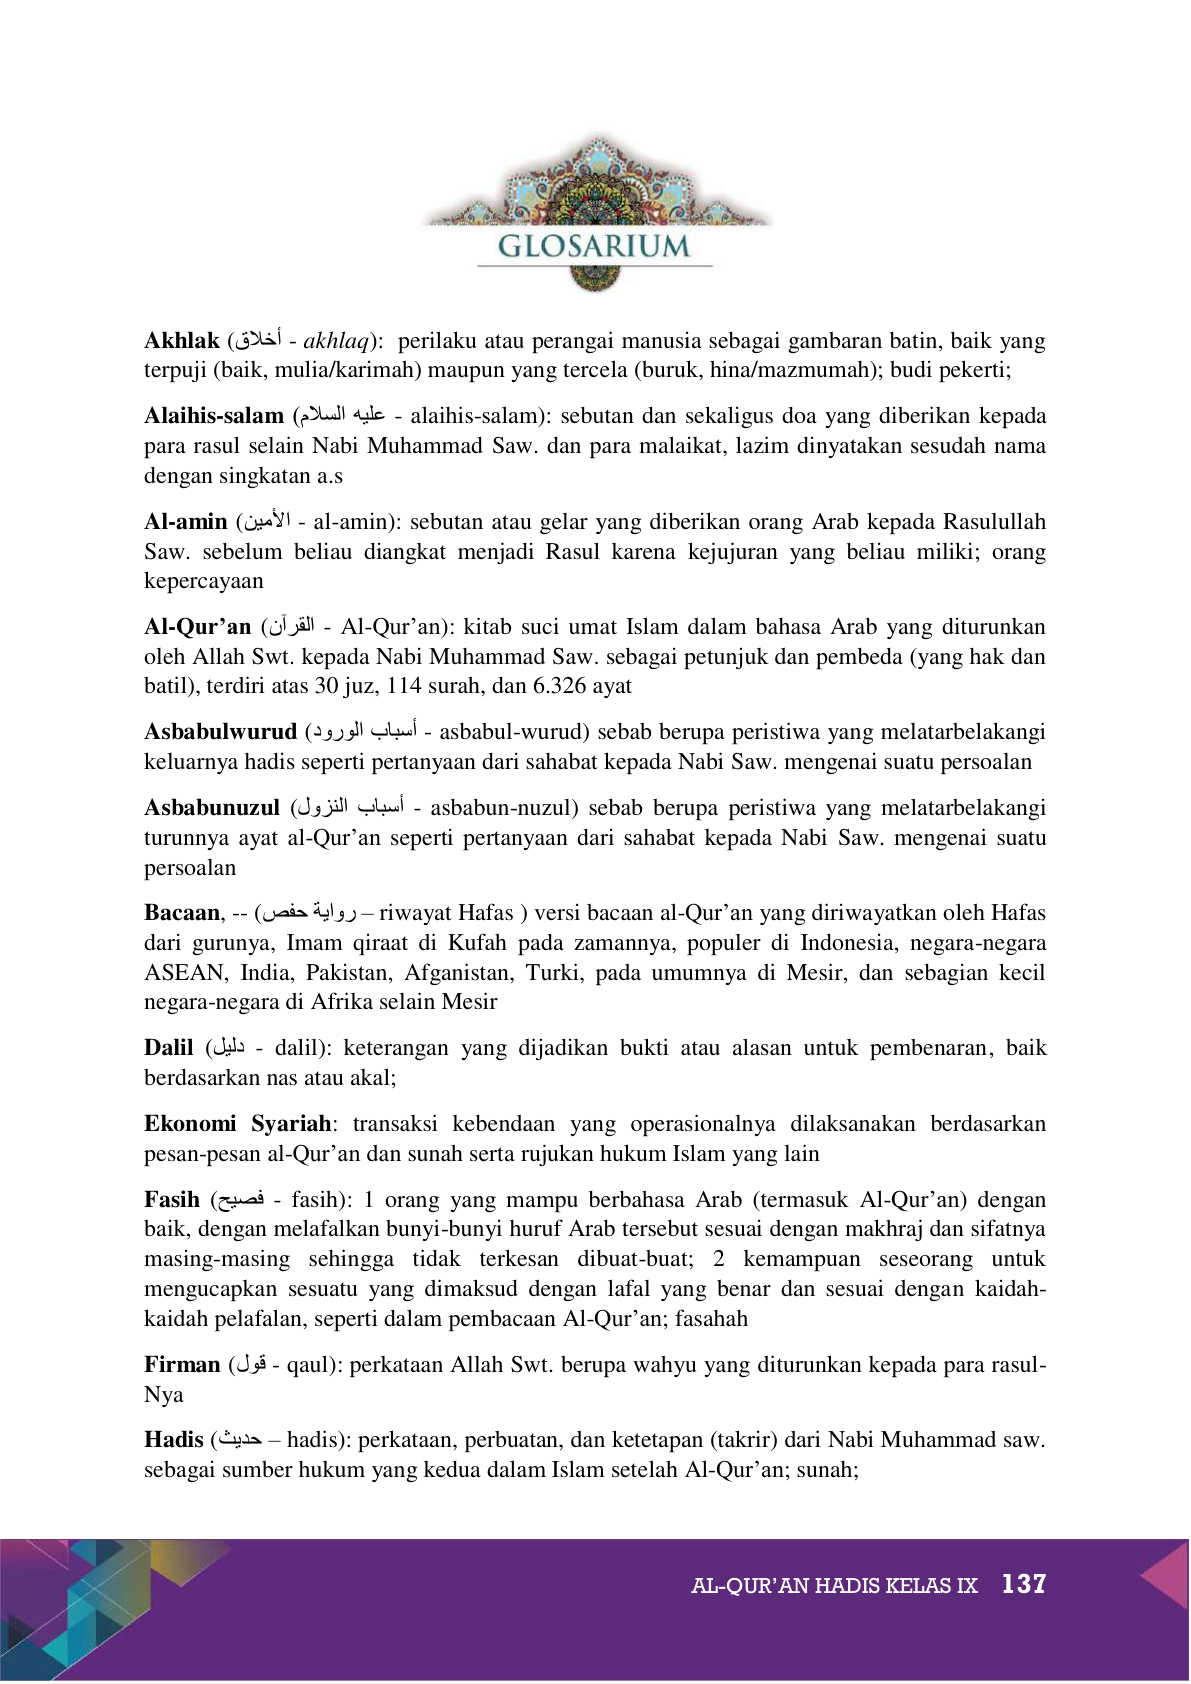 GLOSARIUM
Akhlak (أخلاق - akhlaq):  perilaku atau perangai manusia sebagai gambaran batin, baik yang
terpuji (baik, mulia/karimah) maupun yang tercela (buruk, hina/mazmumah); budi pekerti;
Alaihis-salam (عليه السلام - alaihis-salam): sebutan dan sekaligus doa yang diberikan kepada
para rasul selain Nabi Muhammad Saw. dan para malaikat, lazim dinyatakan sesudah nama
dengan singkatan a.s
Al-amin (الأمين - al-amin): sebutan atau gelar yang diberikan orang Arab kepada Rasulullah
Saw. sebelum beliau diangkat menjadi Rasul karena kejujuran yang beliau miliki; orang
kepercayaan
Al-Qur’an (القرآن - Al-Qur’an): kitab suci umat Islam dalam bahasa Arab yang diturunkan
oleh Allah Swt. kepada Nabi Muhammad Saw. sebagai petunjuk dan pembeda (yang hak dan
batil), terdiri atas 30 juz, 114 surah, dan 6.326 ayat
Asbabulwurud (أسباب الورود - asbabul-wurud) sebab berupa peristiwa yang melatarbelakangi
keluarnya hadis seperti pertanyaan dari sahabat kepada Nabi Saw. mengenai suatu persoalan
Asbabunuzul (أسباب النزول - asbabun-nuzul) sebab berupa peristiwa yang melatarbelakangi
turunnya ayat al-Qur’an seperti pertanyaan dari sahabat kepada Nabi Saw. mengenai suatu
persoalan
Bacaan, -- (رواية حفص – riwayat Hafas ) versi bacaan al-Qur’an yang diriwayatkan oleh Hafas
dari gurunya, Imam qiraat di Kufah pada zamannya, populer di Indonesia, negara-negara
ASEAN, India, Pakistan, Afganistan, Turki, pada umumnya di Mesir, dan sebagian kecil
negara-negara di Afrika selain Mesir
Dalil (دليل - dalil): keterangan yang dijadikan bukti atau alasan untuk pembenaran, baik
berdasarkan nas atau akal;
Ekonomi Syariah: transaksi kebendaan yang operasionalnya dilaksanakan berdasarkan
pesan-pesan al-Qur’an dan sunah serta rujukan hukum Islam yang lain
Fasih (فصيح - fasih): 1 orang yang mampu berbahasa Arab (termasuk Al-Qur’an) dengan
baik, dengan melafalkan bunyi-bunyi huruf Arab tersebut sesuai dengan makhraj dan sifatnya
masing-masing sehingga tidak terkesan dibuat-buat; 2 kemampuan seseorang untuk
mengucapkan sesuatu yang dimaksud dengan lafal yang benar dan sesuai dengan kaidah-
kaidah pelafalan, seperti dalam pembacaan Al-Qur’an; fasahah
Firman (قول - qaul): perkataan Allah Swt. berupa wahyu yang diturunkan kepada para rasul-
Nya
Hadis (حديث – hadis): perkataan, perbuatan, dan ketetapan (takrir) dari Nabi Muhammad saw.
sebagai sumber hukum yang kedua dalam Islam setelah Al-Qur’an; sunah;
AL-QUR’AN HADIS KELAS IX 137